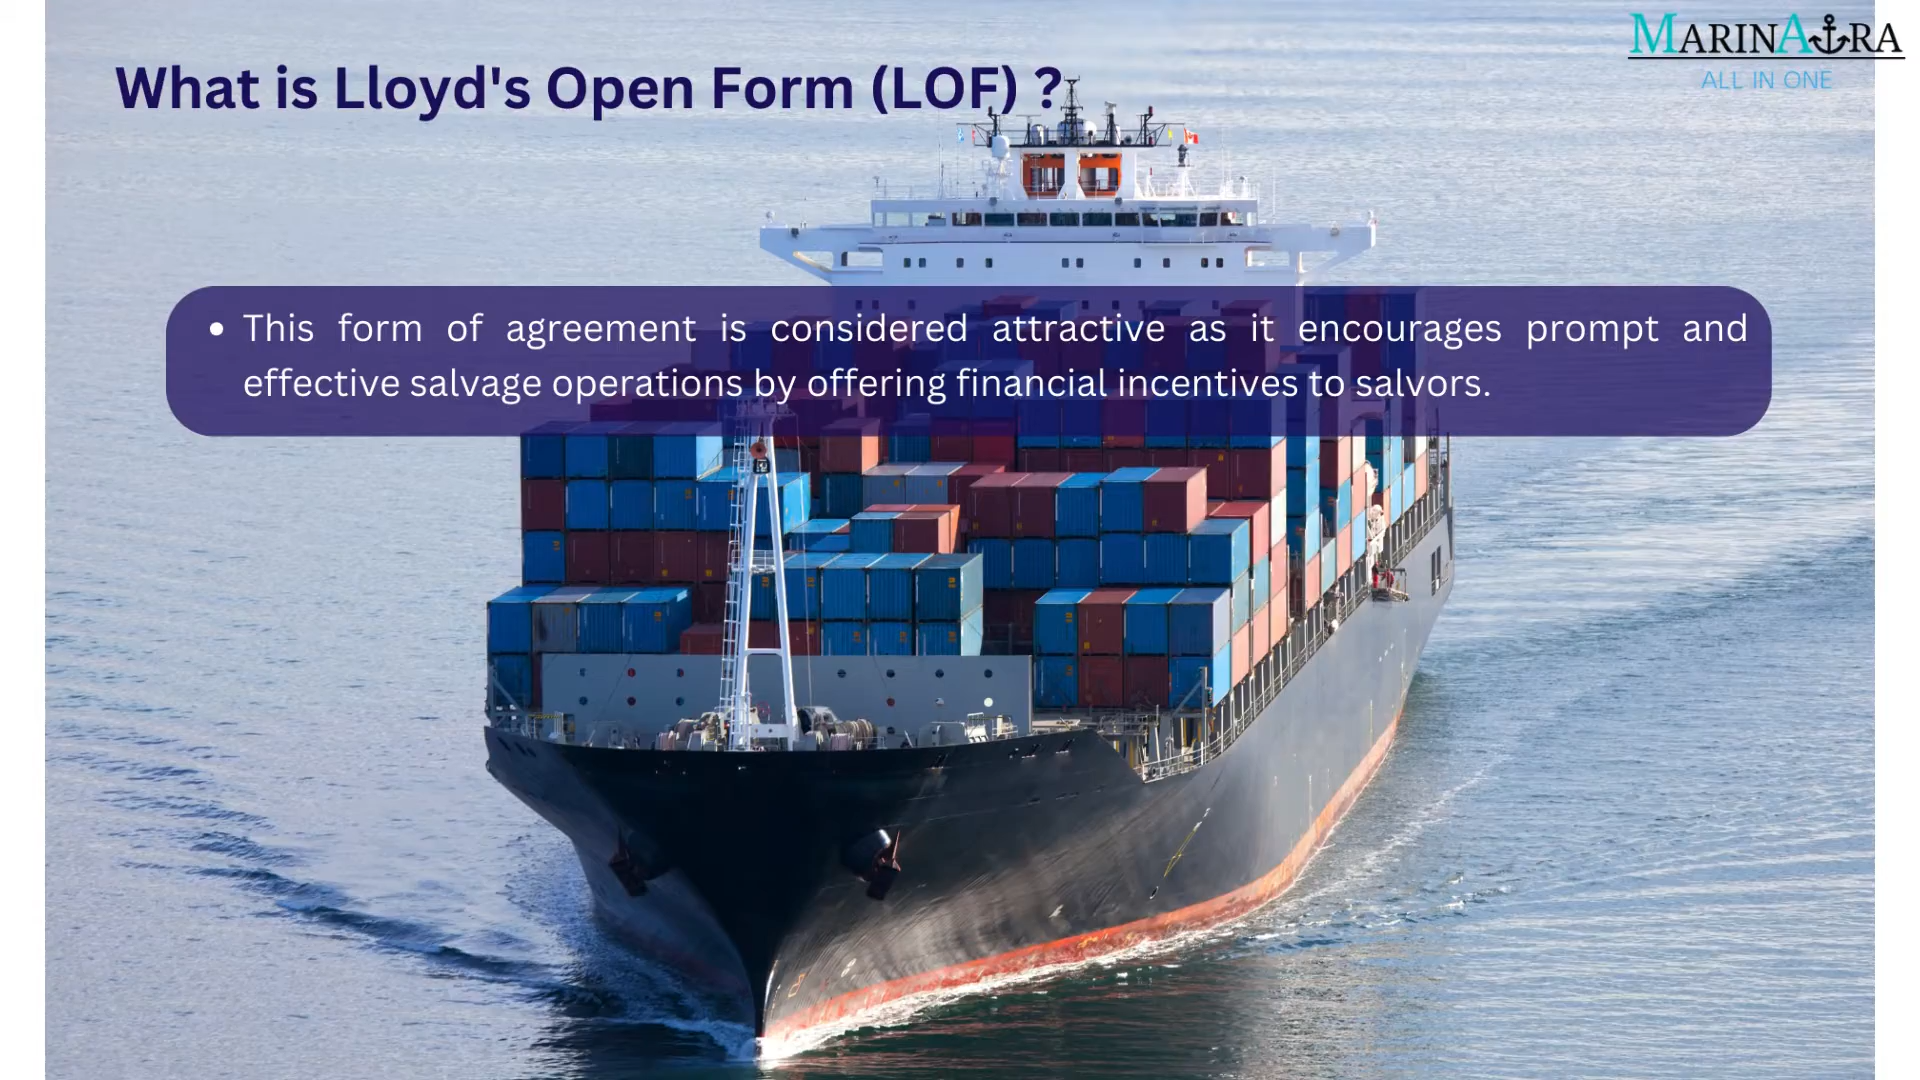 MARINA RA
ALL IN ONE
What is Lloyd's Open Form (LOF) ?
• This form of agreement is considered attractive as it encourages prompt and
effective salvage operations by offering financial incentives to salvors.